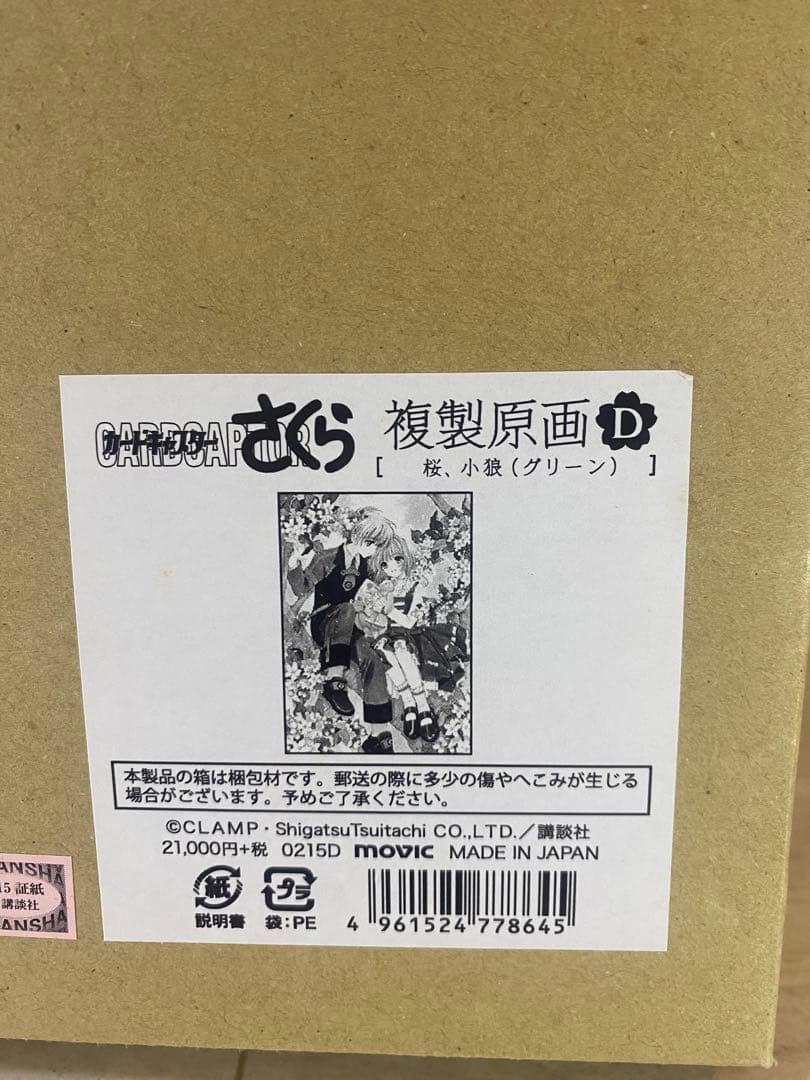 カードキャプター さくら
CARDCAPTOR
複製原画 D
[ 桜、小狼（グリーン） ]
本製品の箱は梱包材です。郵送の際に多少の傷やへこみが生じる
場合がございます。予めご了承ください。
©CLAMP・ShigatsuTsuitachi CO.,LTD.／講談社
21,000円+税 0215D movic MADE IN JAPAN
紙 プラ
説明書 袋：PE
4 961524 778645
ANSHA
15 証紙
講談社
ANSHA